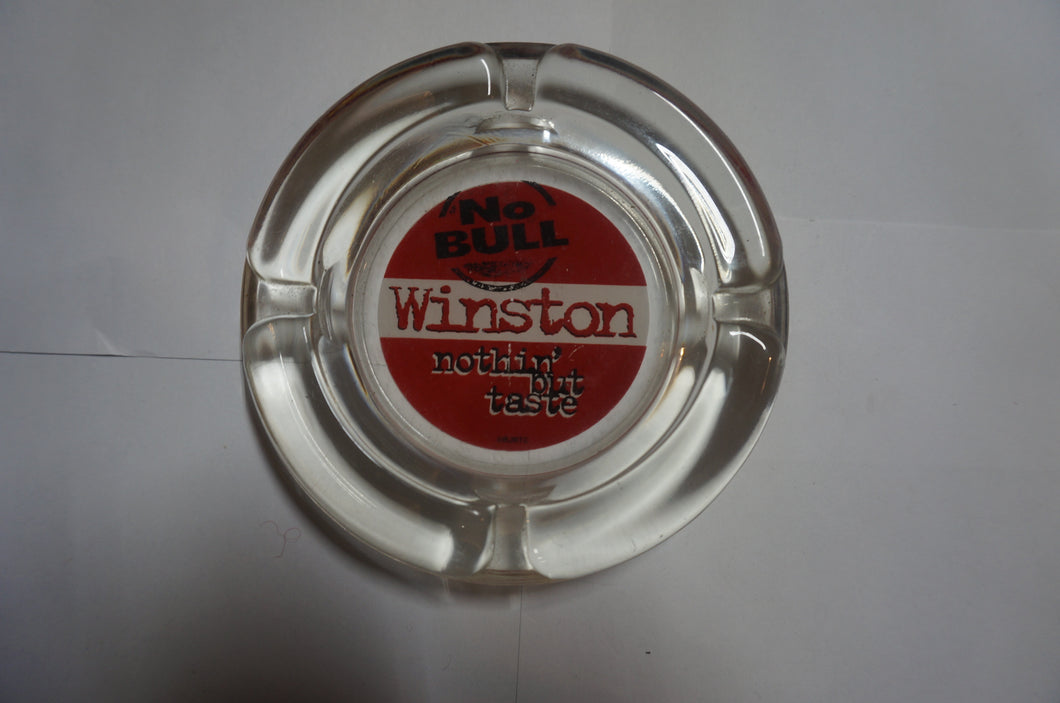 No
BULL
Winston
nothin'
but
taste